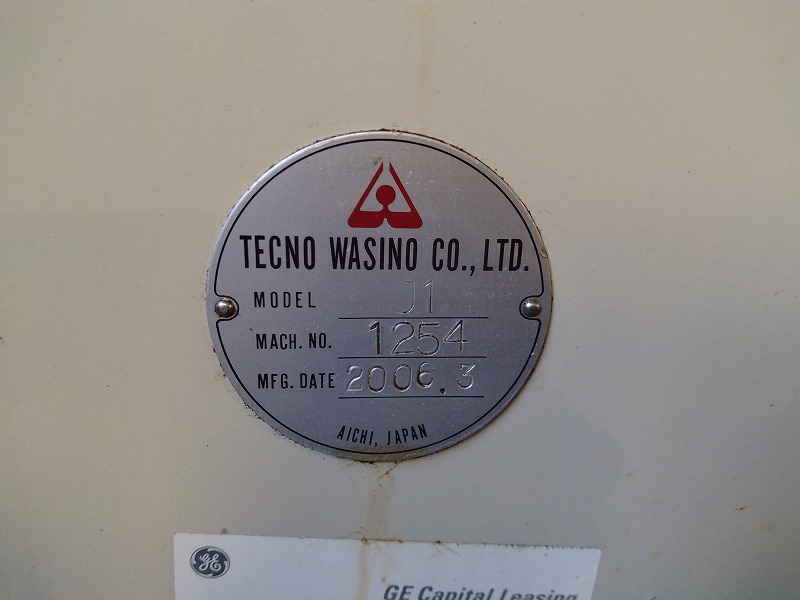 TECNO WASINO CO., LTD.
MODEL J1
MACH. NO. 1254
MFG. DATE 2006.3
AICHI, JAPAN
GE
GE Capital Leasing